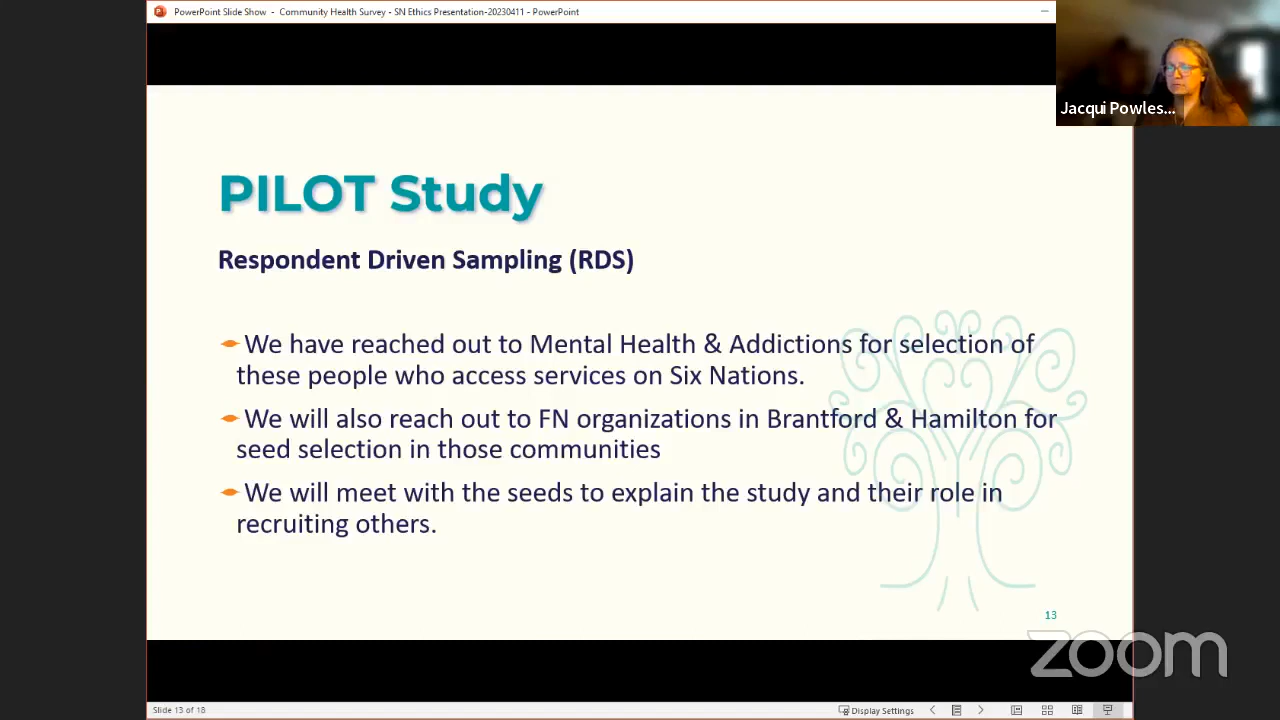 PowerPoint Slide Show - Community Health Survey - SN Ethics Presentation-20230411 - PowerPoint
Jacqui Powles...
PILOT Study
Respondent Driven Sampling (RDS)
We have reached out to Mental Health & Addictions for selection of
these people who access services on Six Nations.
We will also reach out to FN organizations in Brantford & Hamilton for
seed selection in those communities
We will meet with the seeds to explain the study and their role in
recruiting others.
13
zoom
Slide 13 of 18
Display Settings